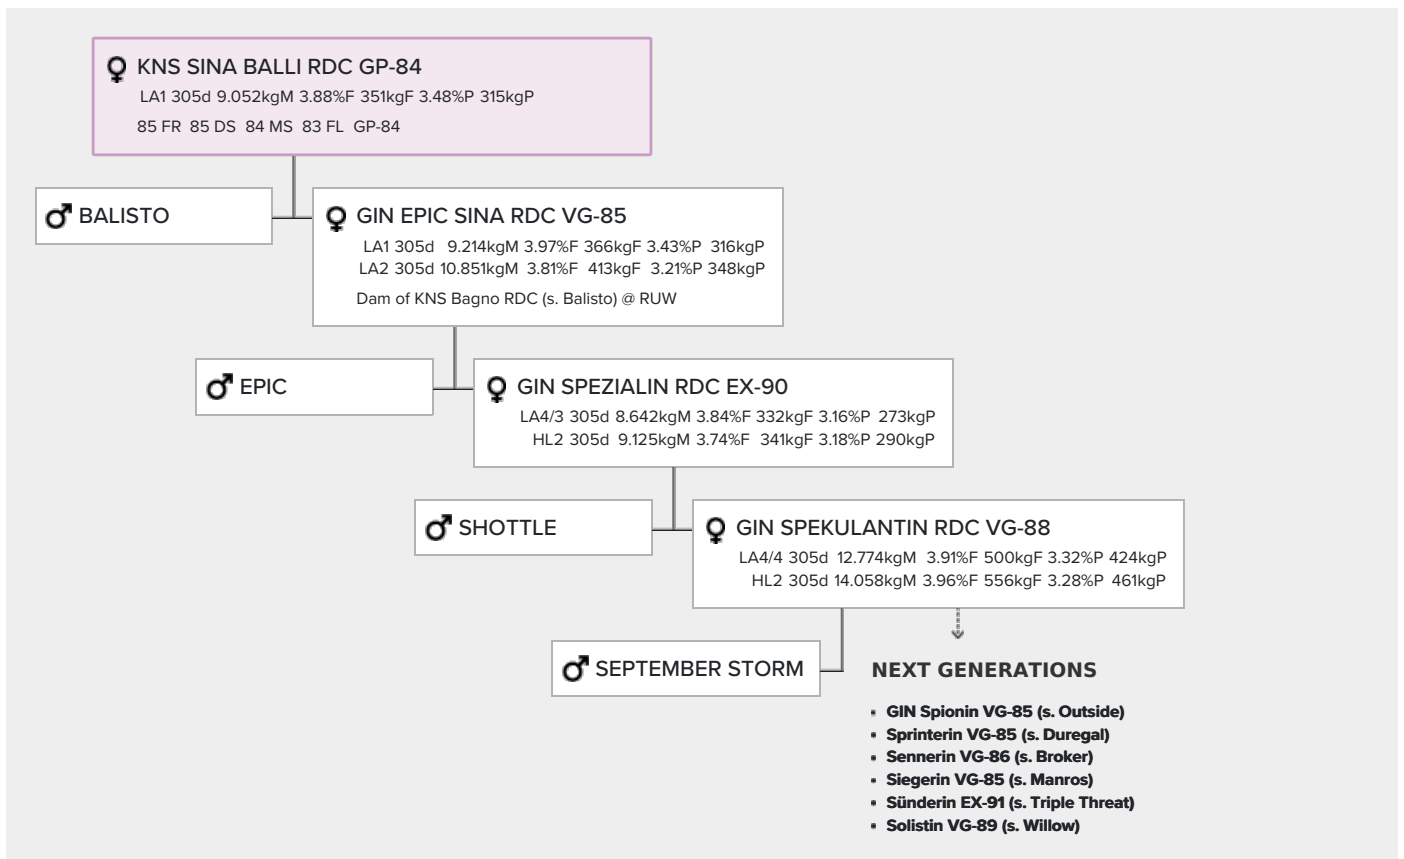 KNS SINA BALLI RDC GP-84
LA1 305d 9.052kgM 3.88%F 351kgF 3.48%P 315kgP
85 FR 85 DS 84 MS 83 FL GP-84
BALISTO
GIN EPIC SINA RDC VG-85
LA1 305d 9.214kgM 3.97%F 366kgF 3.43%P 316kgP
LA2 305d 10.851kgM 3.81%F 413kgF 3.21%P 348kgP
Dam of KNS Bagno RDC (s. Balisto) @ RUW
EPIC
GIN SPEZIALIN RDC EX-90
LA4/3 305d 8.642kgM 3.84%F 332kgF 3.16%P 273kgP
HL2 305d 9.125kgM 3.74%F 341kgF 3.18%P 290kgP
SHOTTLE
GIN SPEKULANTIN RDC VG-88
LA4/4 305d 12.774kgM 3.91%F 500kgF 3.32%P 424kgP
HL2 305d 14.058kgM 3.96%F 556kgF 3.28%P 461kgP
SEPTEMBER STORM
NEXT GENERATIONS
GIN Spionin VG-85 (s. Outside)
Sprinterin VG-85 (s. Duregal)
Sennerin VG-86 (s. Broker)
Siegerin VG-85 (s. Manros)
Sünderin EX-91 (s. Triple Threat)
Solistin VG-89 (s. Willow)